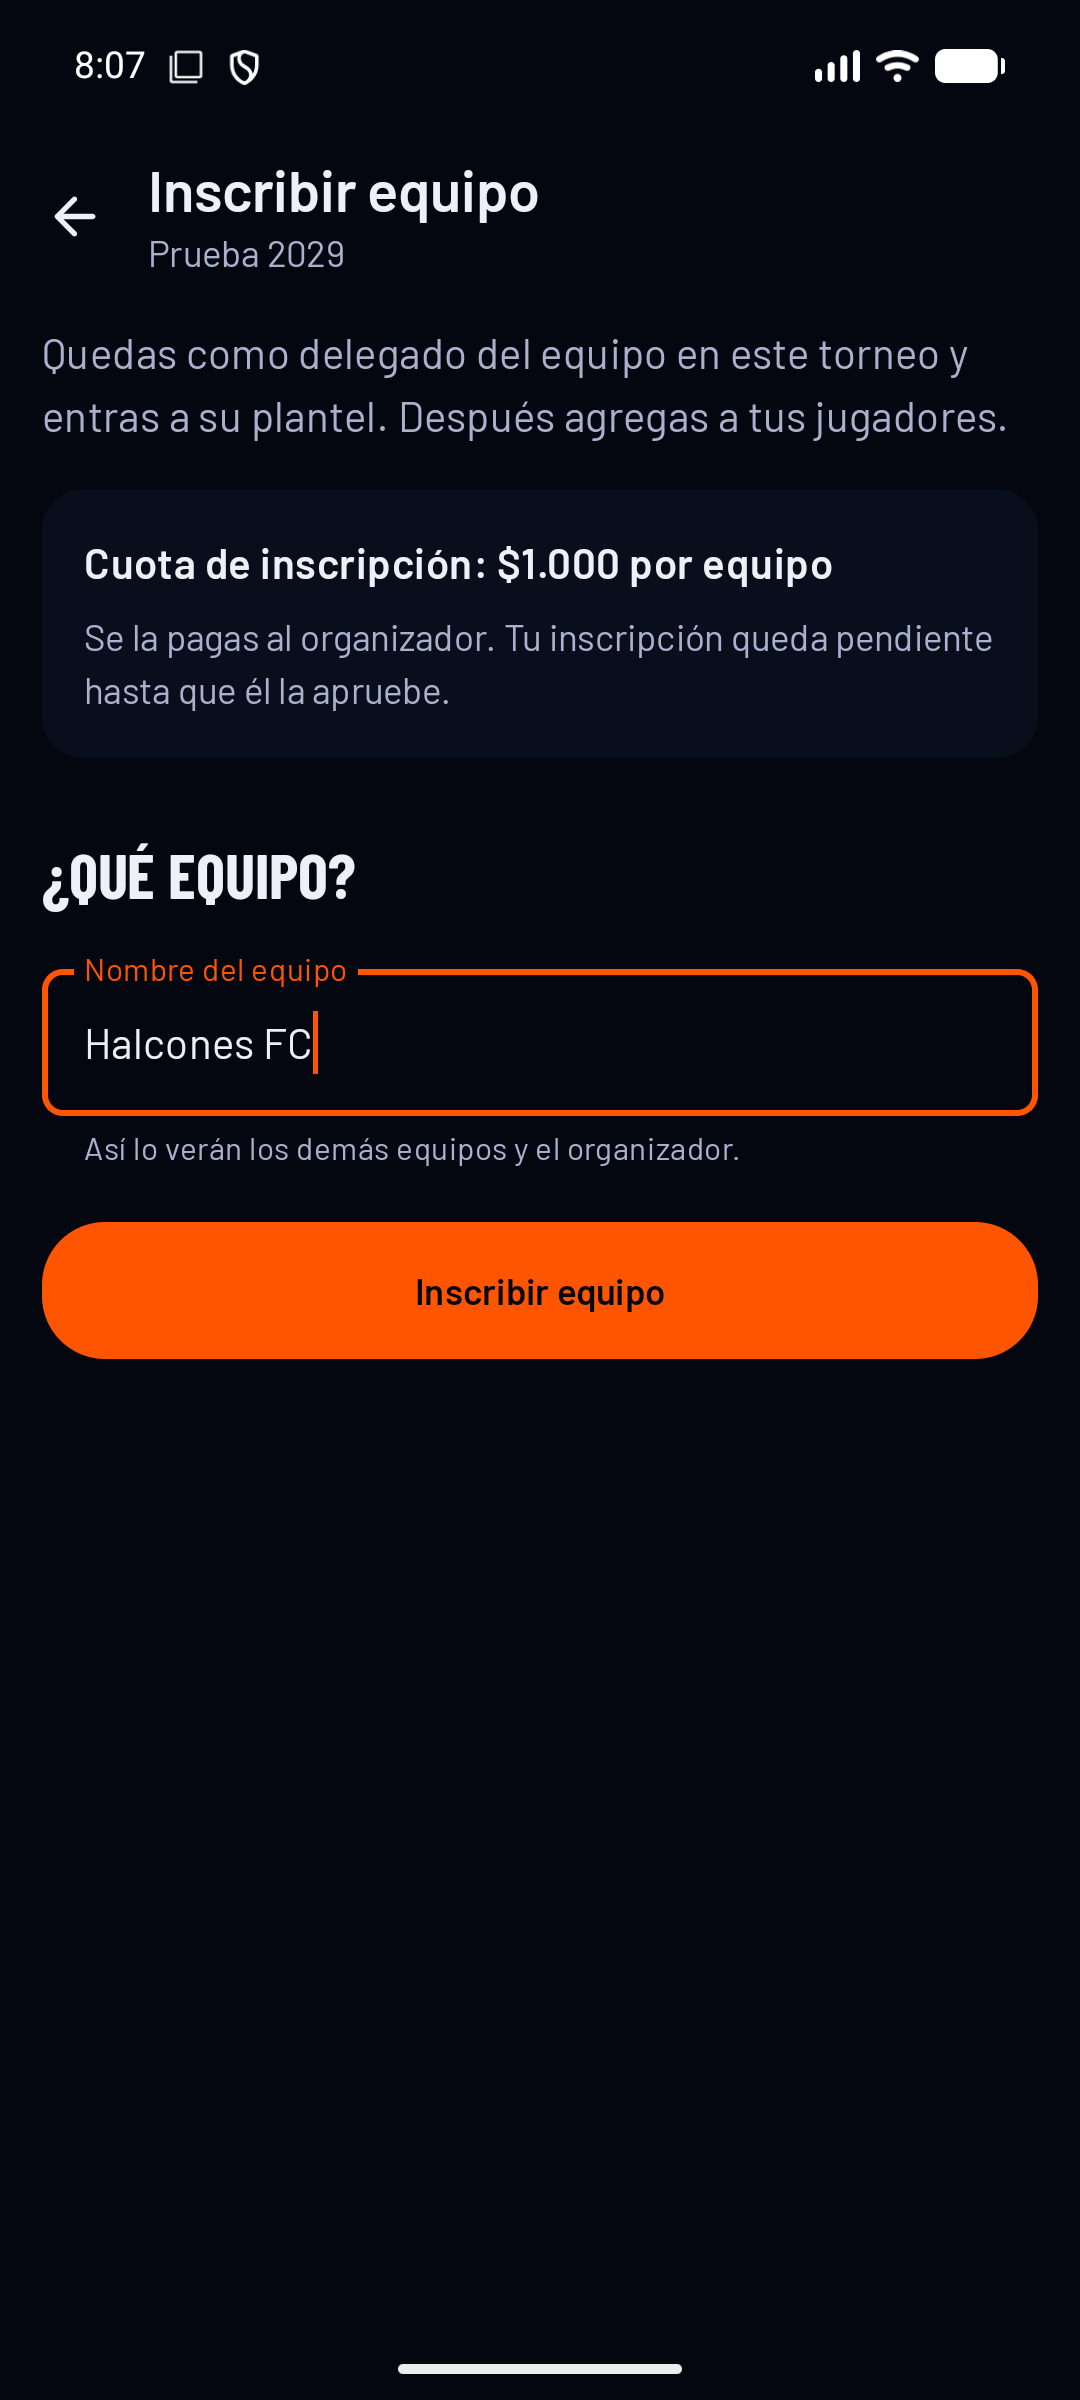 8:07
Inscribir equipo
Prueba 2029
Quedas como delegado del equipo en este torneo y
entras a su plantel. Después agregas a tus jugadores.
Cuota de inscripción: $1.000 por equipo
Se la pagas al organizador. Tu inscripción queda pendiente
hasta que él la apruebe.
¿QUÉ EQUIPO?
Nombre del equipo
Halcones FC
Así lo verán los demás equipos y el organizador.
Inscribir equipo